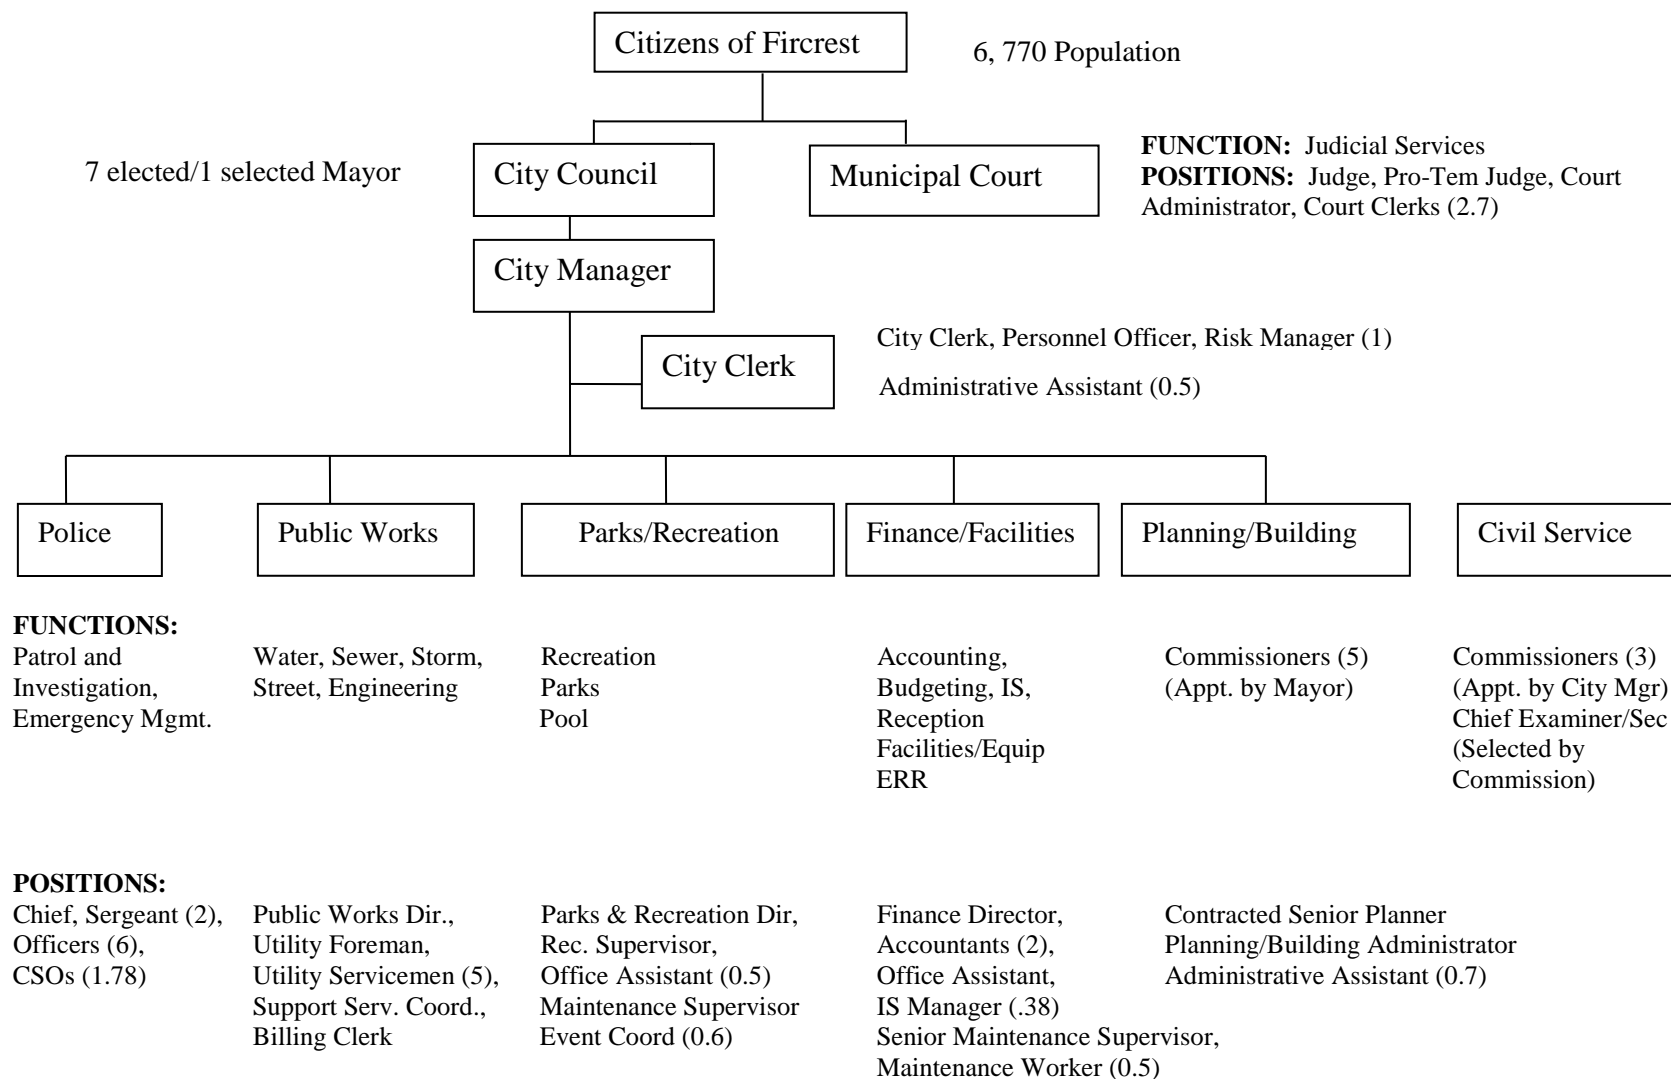 Citizens of Fircrest
6, 770 Population
7 elected/1 selected Mayor
City Council
Municipal Court
FUNCTION: Judicial Services
POSITIONS: Judge, Pro-Tem Judge, Court
Administrator, Court Clerks (2.7)
City Manager
City Clerk
City Clerk, Personnel Officer, Risk Manager (1)
Administrative Assistant (0.5)
Police
Public Works
Parks/Recreation
Finance/Facilities
Planning/Building
Civil Service
FUNCTIONS:
Patrol and
Investigation,
Emergency Mgmt.
Water, Sewer, Storm,
Street, Engineering
Recreation
Parks
Pool
Accounting,
Budgeting, IS,
Reception
Facilities/Equip
ERR
Commissioners (5)
(Appt. by Mayor)
Commissioners (3)
(Appt. by City Mgr)
Chief Examiner/Sec
(Selected by
Commission)
POSITIONS:
Chief, Sergeant (2),
Officers (6),
CSOs (1.78)
Public Works Dir.,
Utility Foreman,
Utility Servicemen (5),
Support Serv. Coord.,
Billing Clerk
Parks & Recreation Dir,
Rec. Supervisor,
Office Assistant (0.5)
Maintenance Supervisor
Event Coord (0.6)
Finance Director,
Accountants (2),
Office Assistant,
IS Manager (.38)
Senior Maintenance Supervisor,
Maintenance Worker (0.5)
Contracted Senior Planner
Planning/Building Administrator
Administrative Assistant (0.7)